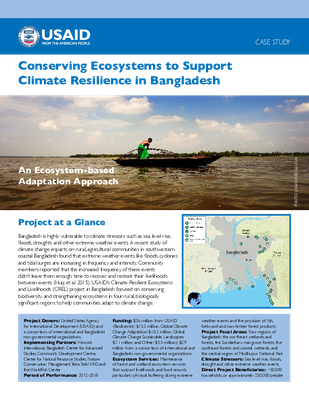 USAID
FROM THE AMERICAN PEOPLE
CASE STUDY
Conserving Ecosystems to Support
Climate Resilience in Bangladesh
An Ecosystem-based
Adaptation Approach
Project at a Glance
Bangladesh is highly vulnerable to climate stressors such as sea level rise,
floods, droughts and other extreme weather events. A recent study of
climate change impacts on rural, agricultural communities in southwestern
coastal Bangladesh found that extreme weather events like floods, cyclones
and tidal surges are increasing in frequency and intensity. Community
members reported that the increased frequency of these events
didn't leave them enough time to recover and restore their livelihoods
between events (Huq et al. 2015). USAID's Climate-Resilient Ecosystems
and Livelihoods (CREL) project in Bangladesh focused on conserving
biodiversity and strengthening ecosystems in four rural, biologically
significant regions to help communities adapt to climate change.
Bangladesh
Project Donors: United States Agency
for International Development (USAID) and
a consortium of international and Bangladeshi
non-governmental organizations
Implementing Partners: Winrock
International, Bangladesh Center for Advanced
Studies, Community Development Centre,
Center for Natural Resource Studies, Nature
Conservation Management, Tetra Tech/ARD and
the WorldFish Center
Period of Performance: 2012–2018
Funding: $36 million from USAID
(Biodiversity: $13.2 million, Global Climate
Change Adaptation: $10.2 million, Global
Climate Change Sustainable Landscapes:
million and Other: million); $2.9
million from a consortium of international and
Bangladeshi non-governmental organizations
Ecosystem Services: Maintenance
of forest and wetland ecosystem services
that support livelihoods and food security,
particularly physical buffering during extreme
weather events and the provision of fish,
fuelwood and non-timber forest products
Project Focal Areas: Four regions of
Bangladesh: the northeast wetlands and
forests, the Sundarbans mangrove forests, the
southeast forests and coastal wetlands, and
the central region of Madhupur National Park
Climate Stressors: Sea level rise, floods,
drought and other extreme weather events
Direct Project Beneficiaries: ~50,000
households, or approximately 250,000 people